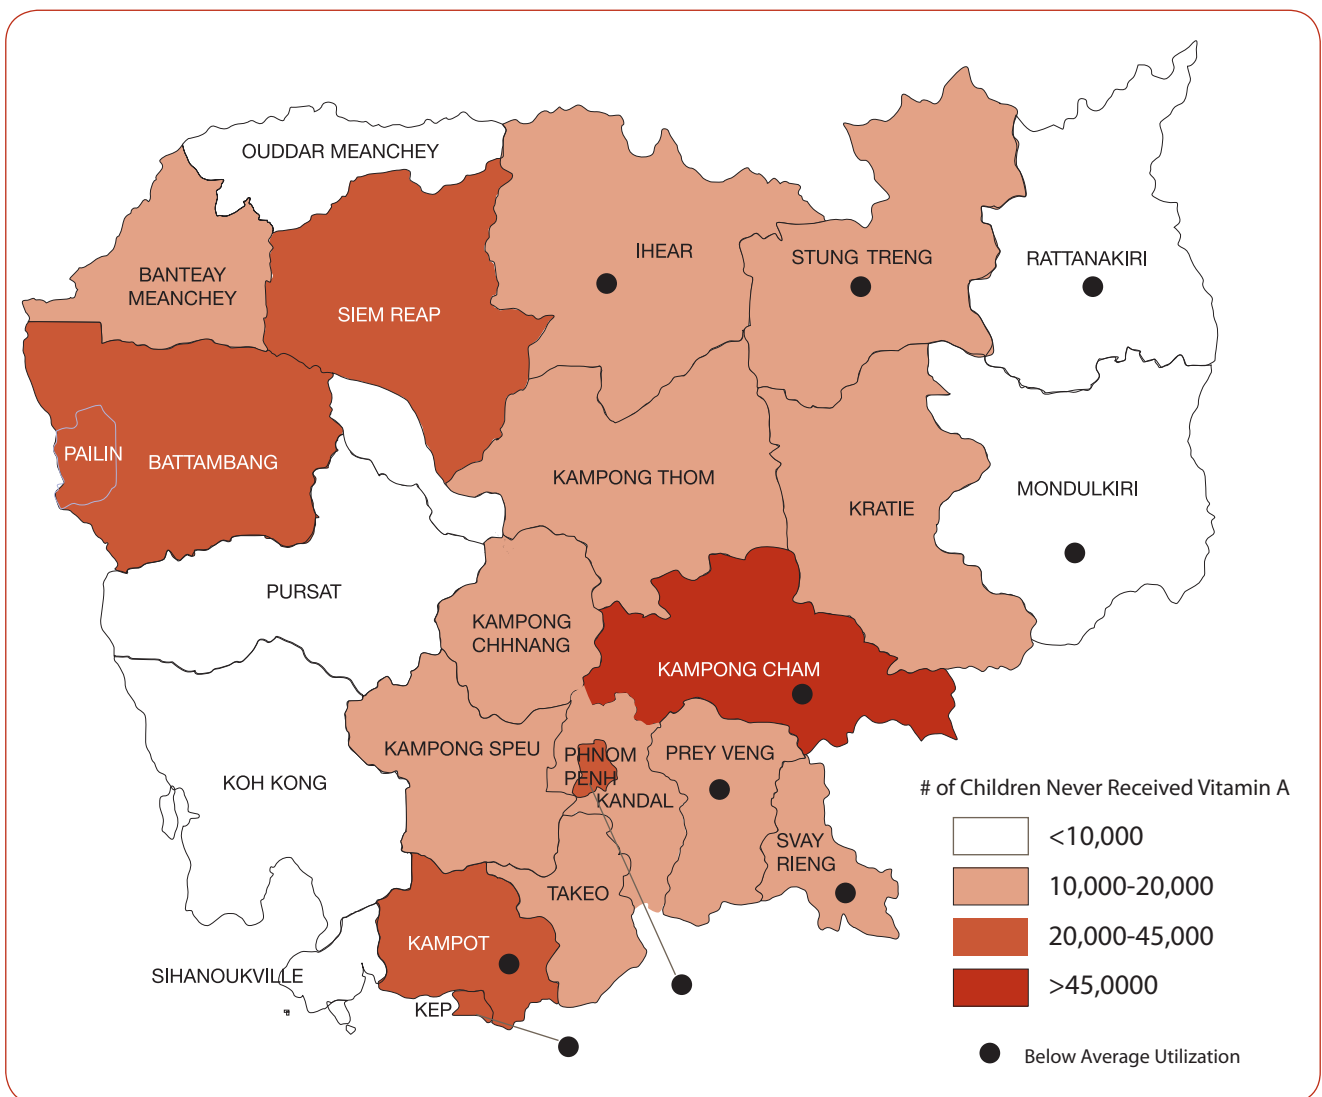 OUDDAR MEANCHEY
IHEAR
STUNG TRENG
RATTANAKIRI
BANTEAY
MEANCHEY
SIEM REAP
PAILIN
BATTAMBANG
KAMPONG THOM
KRATIE
MONDULKIRI
PURSAT
KAMPONG
CHHNANG
KAMPONG CHAM
KAMPONG SPEU
PHNOM
PENH
PREY VENG
KOH KONG
KANDAL
SVAY
RIENG
TAKEO
KAMPOT
SIHANOUKVILLE
KEP
# of Children Never Received Vitamin A
<10,000
10,000-20,000
20,000-45,000
>45,0000
Below Average Utilization